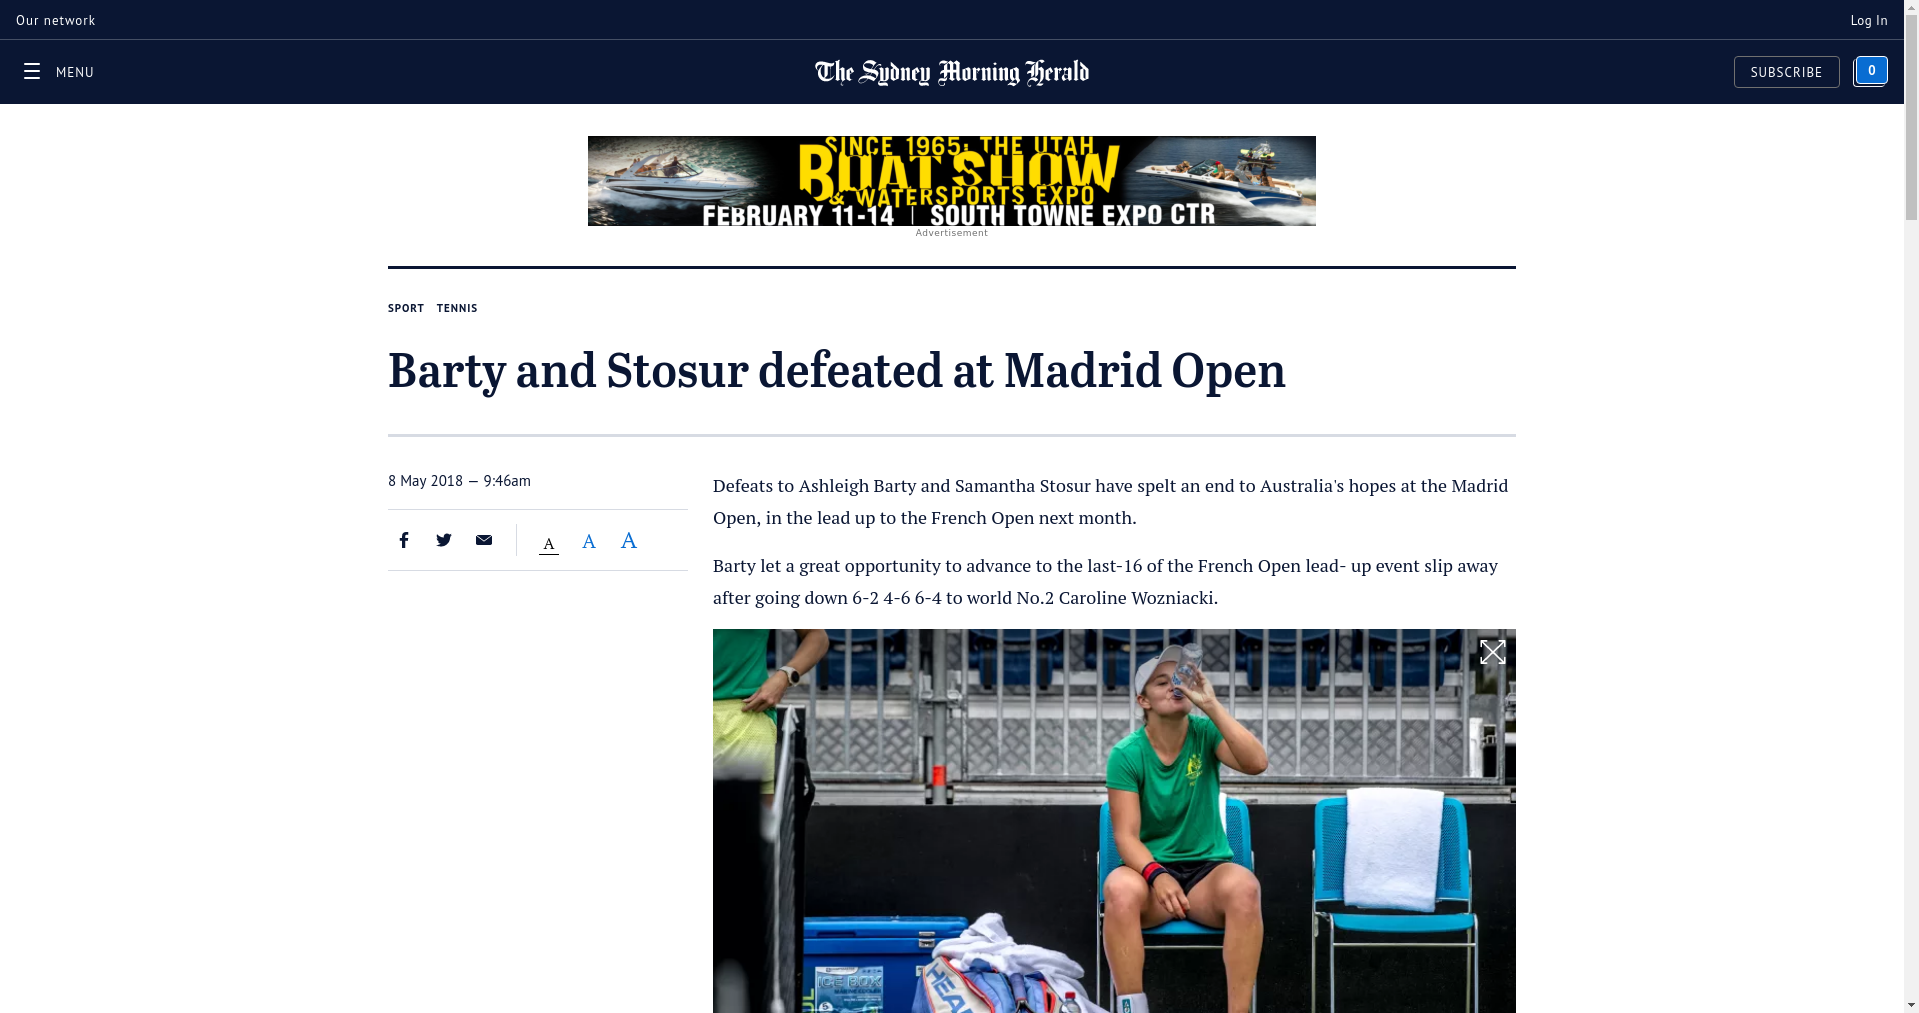 Our network
Log In
MENU
The Sydney Morning Herald
SUBSCRIBE
0
SINCE 1965: THE UTAH
BOAT SHOW
& WATERSPORTS EXPO
FEBRUARY 11-14 | SOUTH TOWNE EXPO CTR
Advertisement
SPORT TENNIS
Barty and Stosur defeated at Madrid Open
8 May 2018 — 9:46am
A A A
Defeats to Ashleigh Barty and Samantha Stosur have spelt an end to Australia's hopes at the Madrid
Open, in the lead up to the French Open next month.
Barty let a great opportunity to advance to the last-16 of the French Open lead- up event slip away
after going down 6-2 4-6 6-4 to world No.2 Caroline Wozniacki.
ICE BOX
HEAD